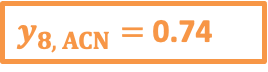 y8, ACN = 0.74